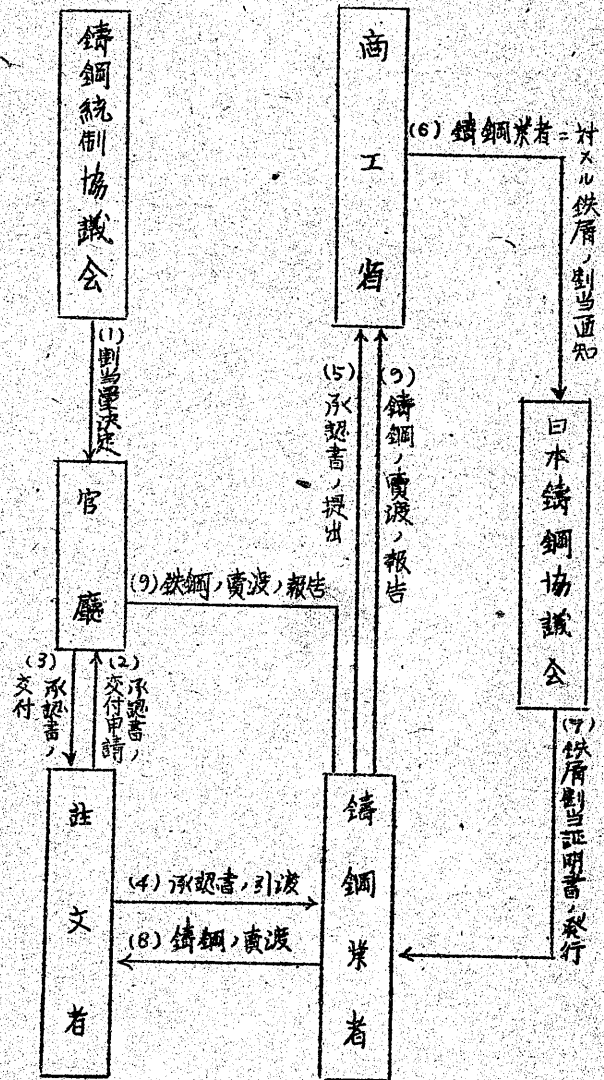 鋳鋼統制協議会
(1) 割当量決定
官廳
(2) 承認書ノ
交付申請
(3) 承認書ノ
交付
註文者
(4) 承認書ノ引渡
(8) 鋳鋼ノ賣渡
鋳鋼業者
(9) 鉄鋼ノ賣渡ノ報告
(5) 承認書ノ提出
(9) 鋳鋼ノ賣渡ノ報告
商工省
(6) 鋳鋼業者ニ対スル鉄屑ノ割当通知
日本鋳鋼協議会
(7) 鉄屑割当証明書ノ発行